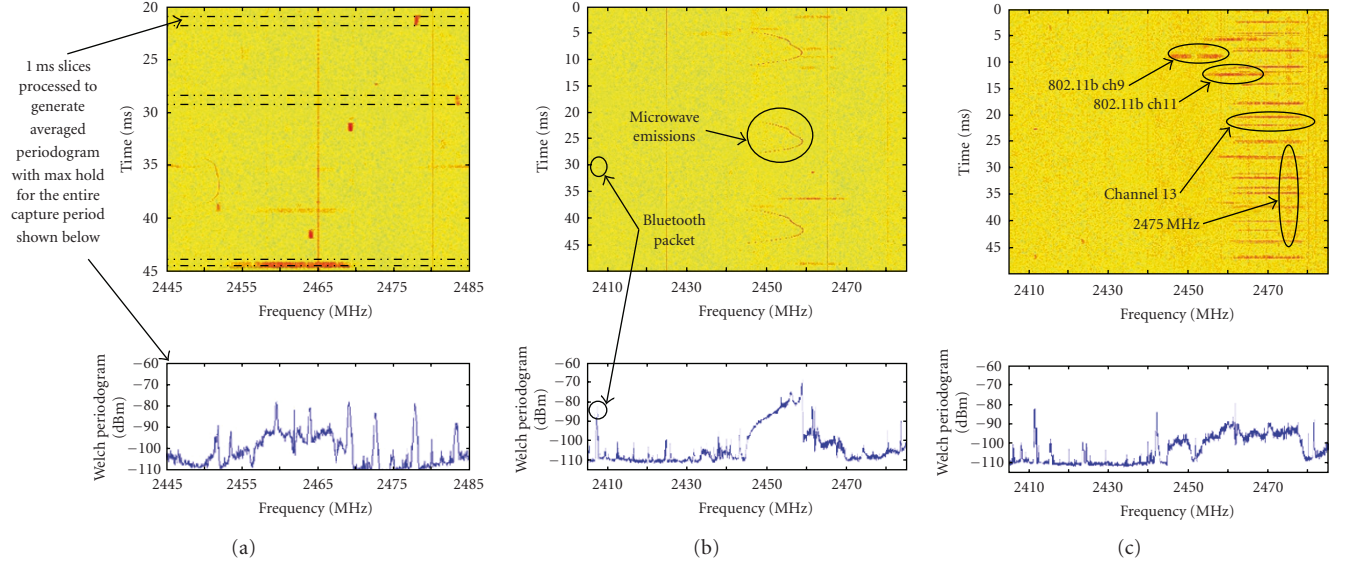 1 ms slices
processed to
generate
averaged
periodogram
with max hold
for the entire
capture period
shown below
20
25
30
35
40
45
Time (ms)
2445
2455
2465
2475
2485
Frequency (MHz)
−60
−70
−80
−90
−100
−110
Welch periodogram
(dBm)
2445
2455
2465
2475
2485
Frequency (MHz)
(a)
0
5
10
15
20
25
30
35
40
45
Time (ms)
Microwave
emissions
Bluetooth
packet
2410
2430
2450
2470
Frequency (MHz)
−60
−70
−80
−90
−100
−110
Welch periodogram
(dBm)
2410
2430
2450
2470
Frequency (MHz)
(b)
0
5
10
15
20
25
30
35
40
45
Time (ms)
802.11b ch9
802.11b ch11
Channel 13
2475 MHz
2410
2430
2450
2470
Frequency (MHz)
−60
−70
−80
−90
−100
−110
Welch periodogram
(dBm)
2410
2430
2450
2470
Frequency (MHz)
(c)